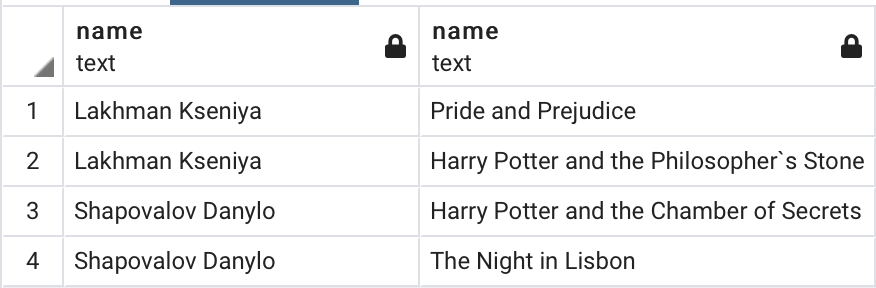 name name
text text
1 Lakhman Kseniya Pride and Prejudice
2 Lakhman Kseniya Harry Potter and the Philosopher`s Stone
3 Shapovalov Danylo Harry Potter and the Chamber of Secrets
4 Shapovalov Danylo The Night in Lisbon